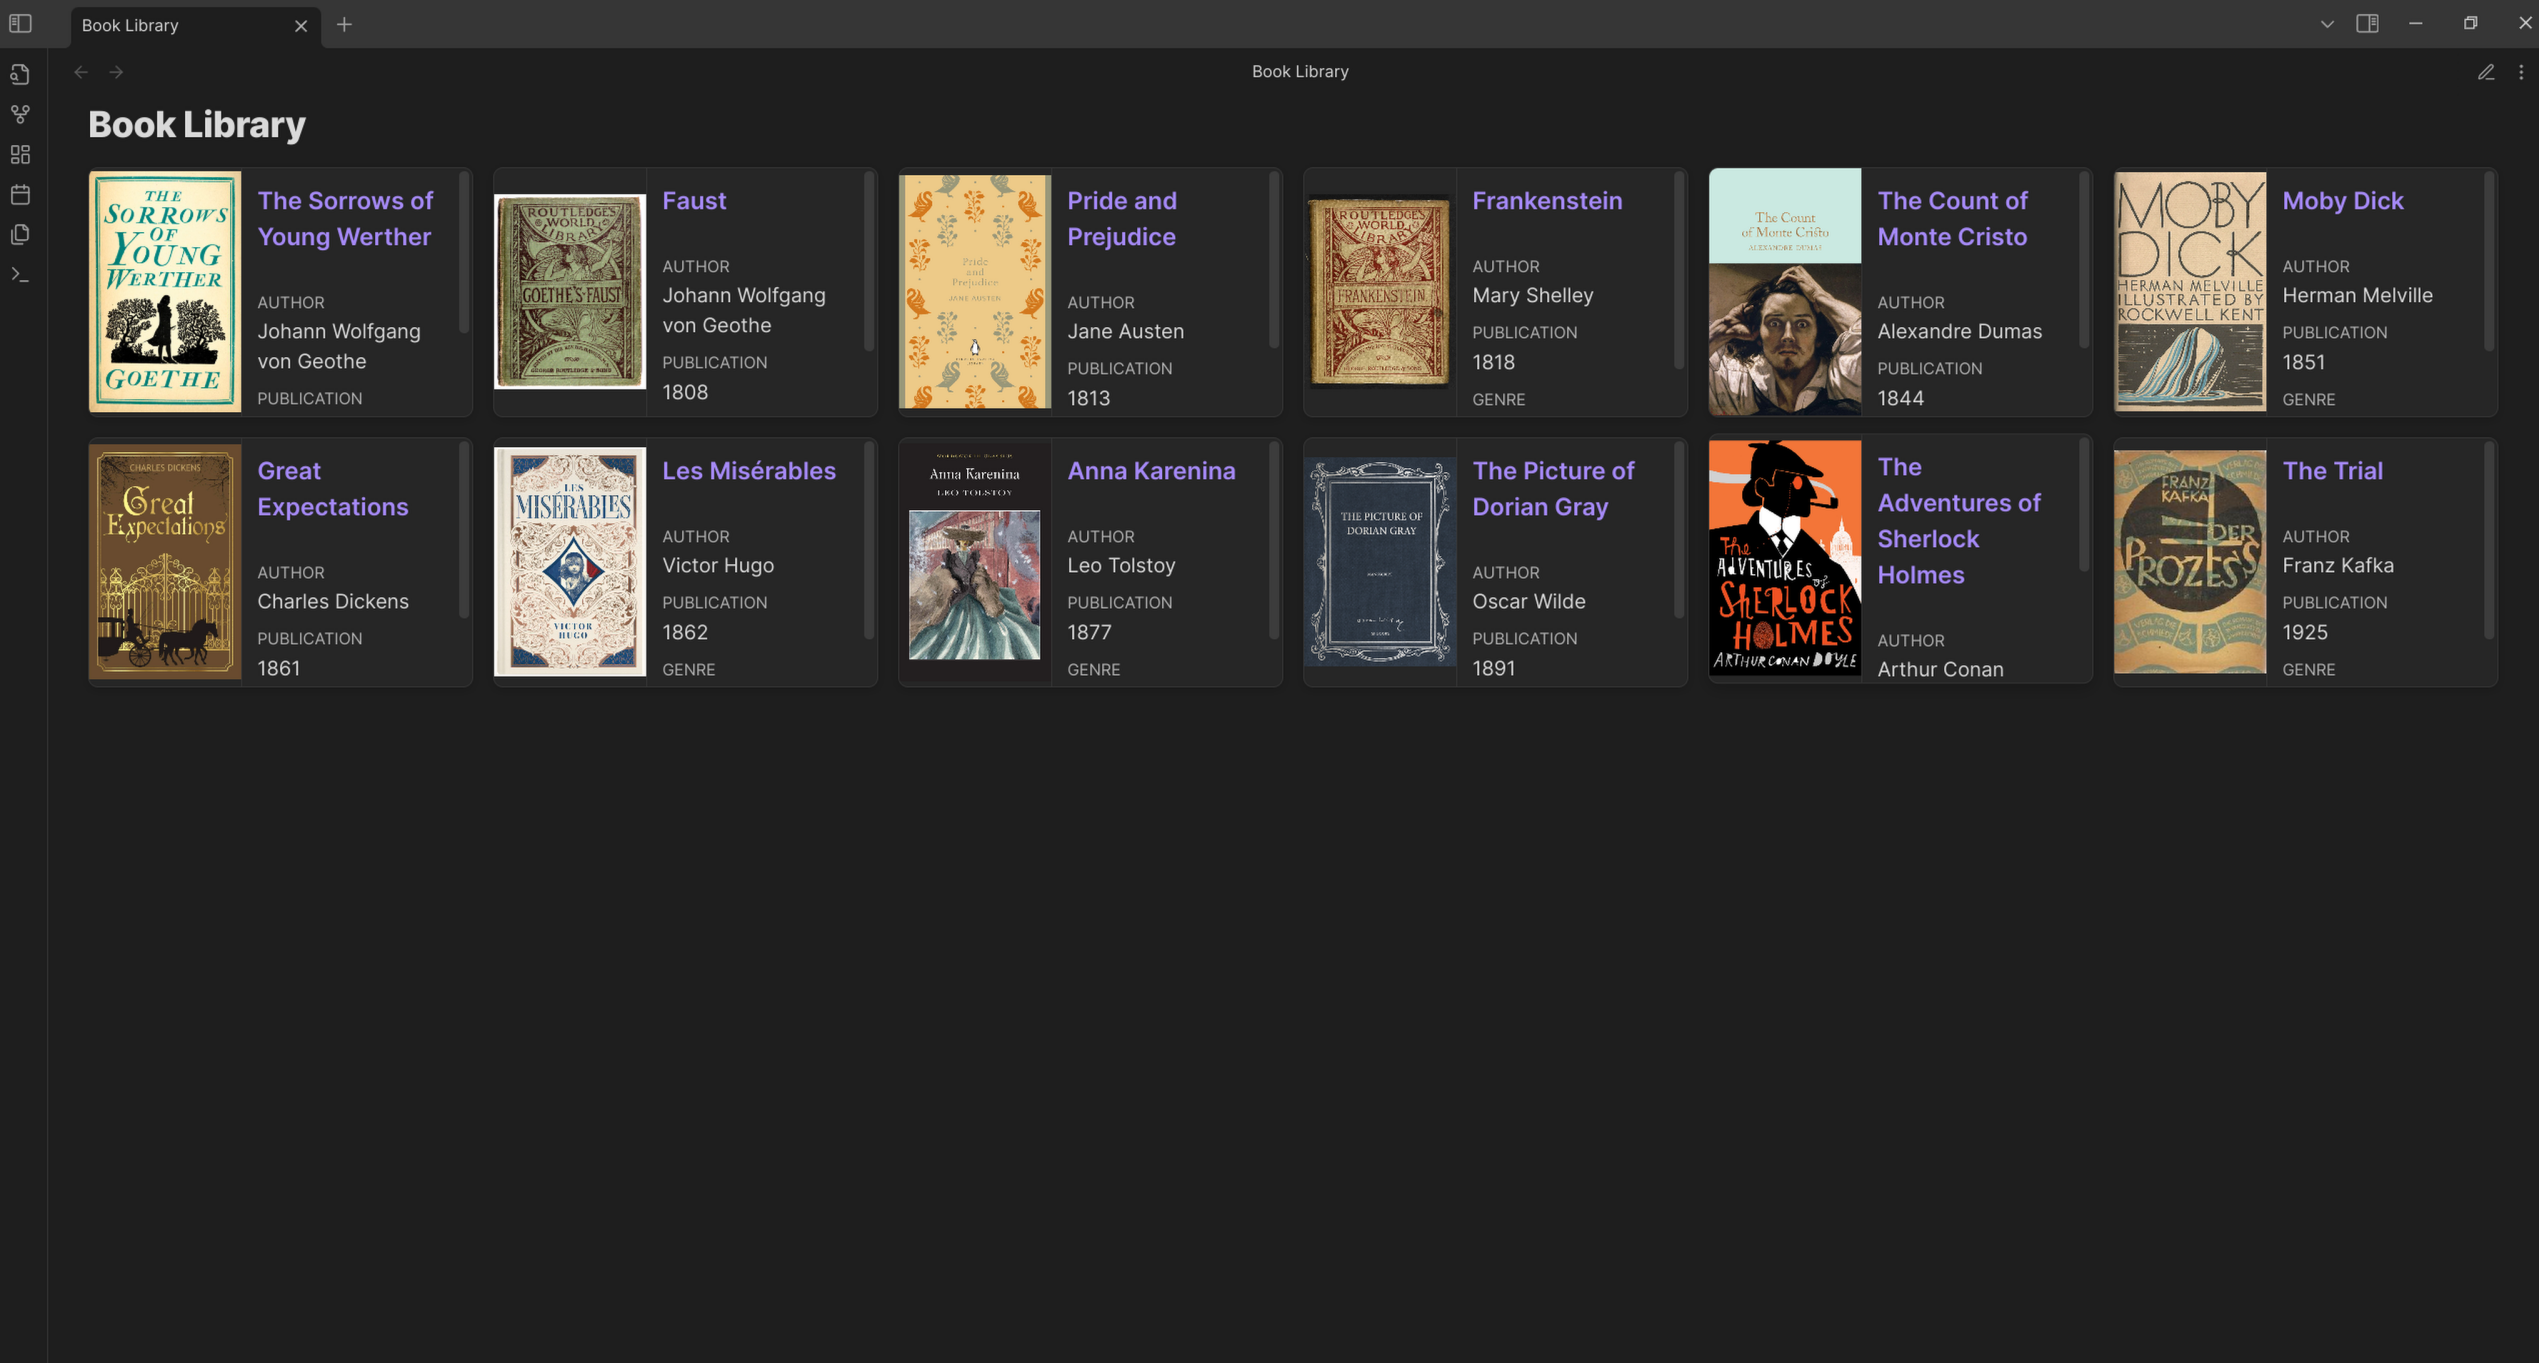 Book Library
Book Library
Book Library
THE
SORROWS
OF
YOUNG
WERTHER
GOETHE
The Sorrows of
Young Werther
AUTHOR
Johann Wolfgang
von Geothe
PUBLICATION
ROUTLEDGE'S
WORLD
LIBRARY
GOETHE'S FAUST
GEORGE ROUTLEDGE & SONS
Faust
AUTHOR
Johann Wolfgang
von Geothe
PUBLICATION
1808
Pride
and
Prejudice
JANE AUSTEN
Pride and
Prejudice
AUTHOR
Jane Austen
PUBLICATION
1813
ROUTLEDGE'S
WORLD
LIBRARY
FRANKENSTEIN
Frankenstein
AUTHOR
Mary Shelley
PUBLICATION
1818
GENRE
The Count
of Monte Cristo
ALEXANDRE DUMAS
The Count of
Monte Cristo
AUTHOR
Alexandre Dumas
PUBLICATION
1844
MOBY
DICK
HERMAN MELVILLE
ILLUSTRATED BY
ROCKWELL KENT
Moby Dick
AUTHOR
Herman Melville
PUBLICATION
1851
GENRE
CHARLES DICKENS
Great
Expectations
Great
Expectations
AUTHOR
Charles Dickens
PUBLICATION
1861
LES
MISÉRABLES
VICTOR
HUGO
Les Misérables
AUTHOR
Victor Hugo
PUBLICATION
1862
GENRE
Anna Karenina
LEO TOLSTOY
Anna Karenina
AUTHOR
Leo Tolstoy
PUBLICATION
1877
GENRE
THE PICTURE OF
DORIAN GRAY
The Picture of
Dorian Gray
AUTHOR
Oscar Wilde
PUBLICATION
1891
The
ADVENTURES
of
SHERLOCK
HOLMES
ARTHUR CONAN DOYLE
The
Adventures of
Sherlock
Holmes
AUTHOR
Arthur Conan
FRANZ
KAFKA
DER
PROZESS
The Trial
AUTHOR
Franz Kafka
PUBLICATION
1925
GENRE